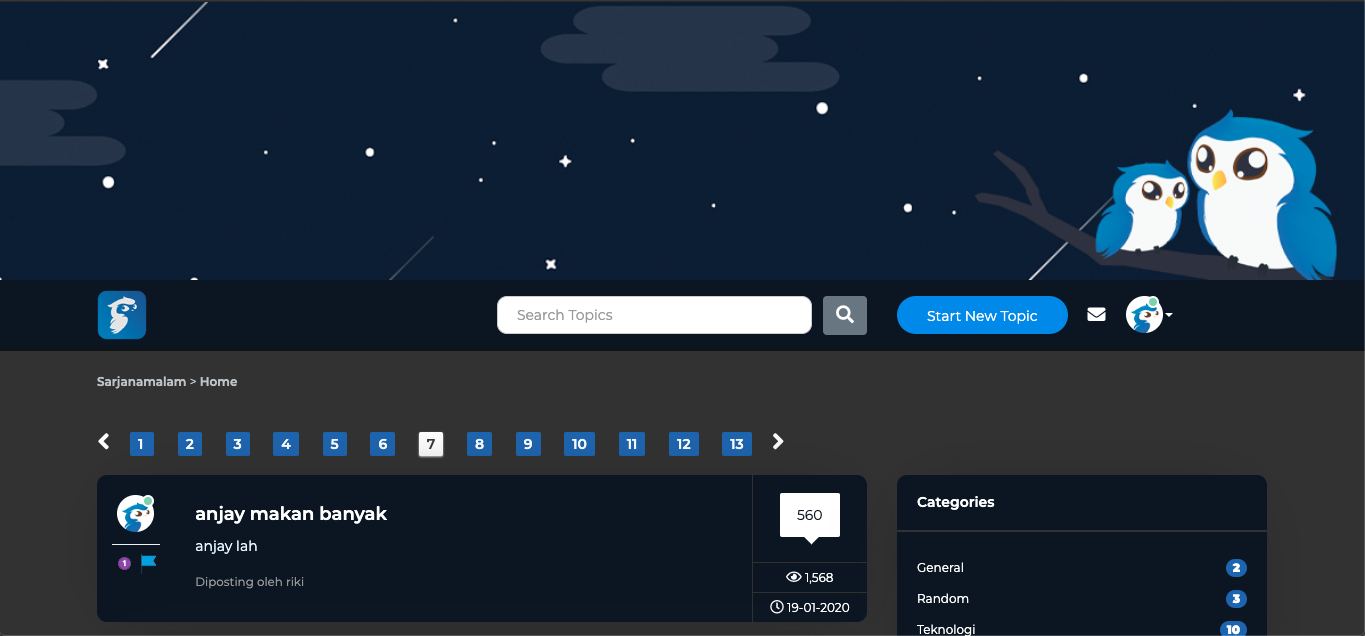 Search Topics
Start New Topic
Sarjanamalam > Home
1 2 3 4 5 6 7 8 9 10 11 12 13
anjay makan banyak
anjay lah
1
Diposting oleh riki
560
1,568
19-01-2020
Categories
General 2
Random 3
Teknologi 10